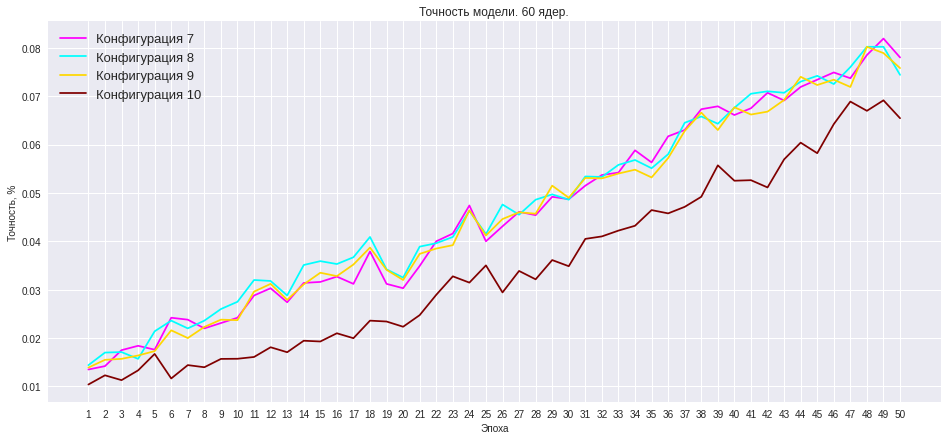 Точность модели. 60 ядер.
Конфигурация 7
Конфигурация 8
Конфигурация 9
Конфигурация 10
Точность, %
0.08
0.07
0.06
0.05
0.04
0.03
0.02
0.01
1 2 3 4 5 6 7 8 9 10 11 12 13 14 15 16 17 18 19 20 21 22 23 24 25 26 27 28 29 30 31 32 33 34 35 36 37 38 39 40 41 42 43 44 45 46 47 48 49 50
Эпоха